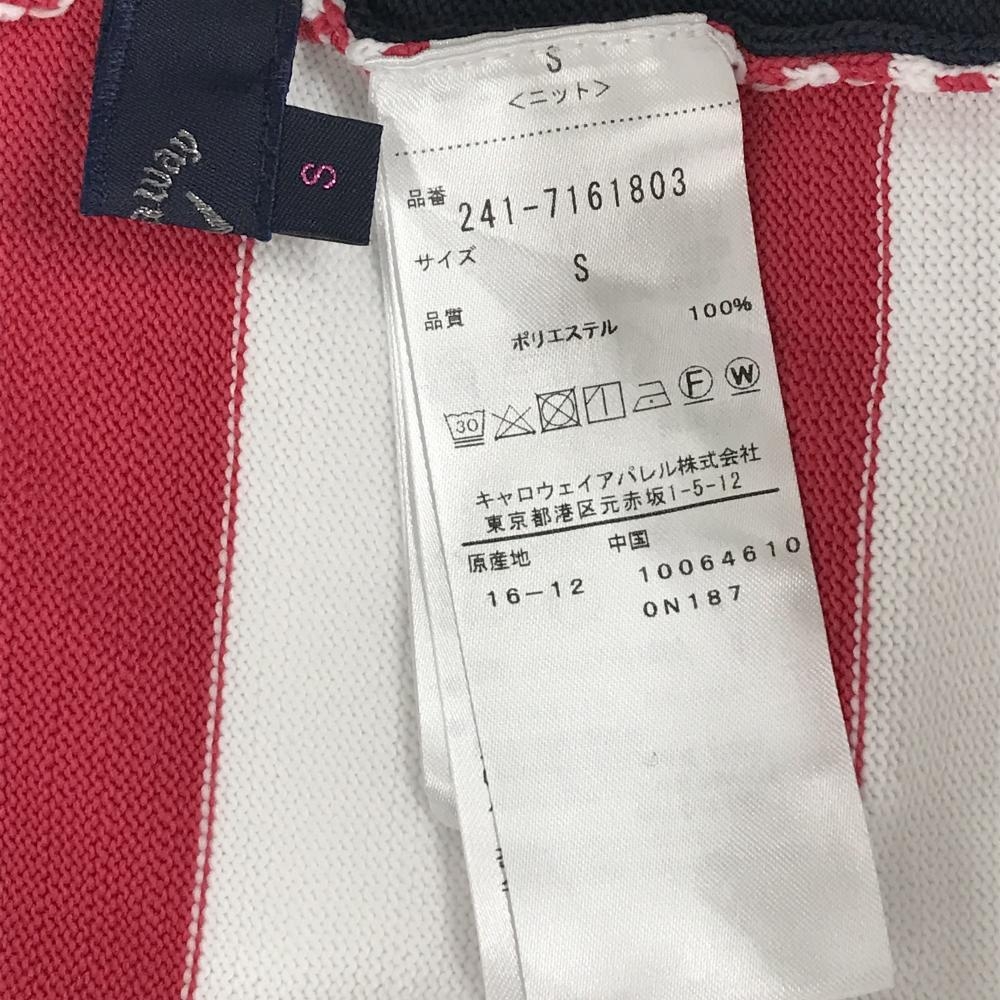 S
S
<ニット>
品番 241-7161803
サイズ S
品質 ポリエステル 100%
30 F W
キャロウェイアパレル株式会社
東京都港区元赤坂1-5-12
原産地 中国
16-12 10064610
0N187